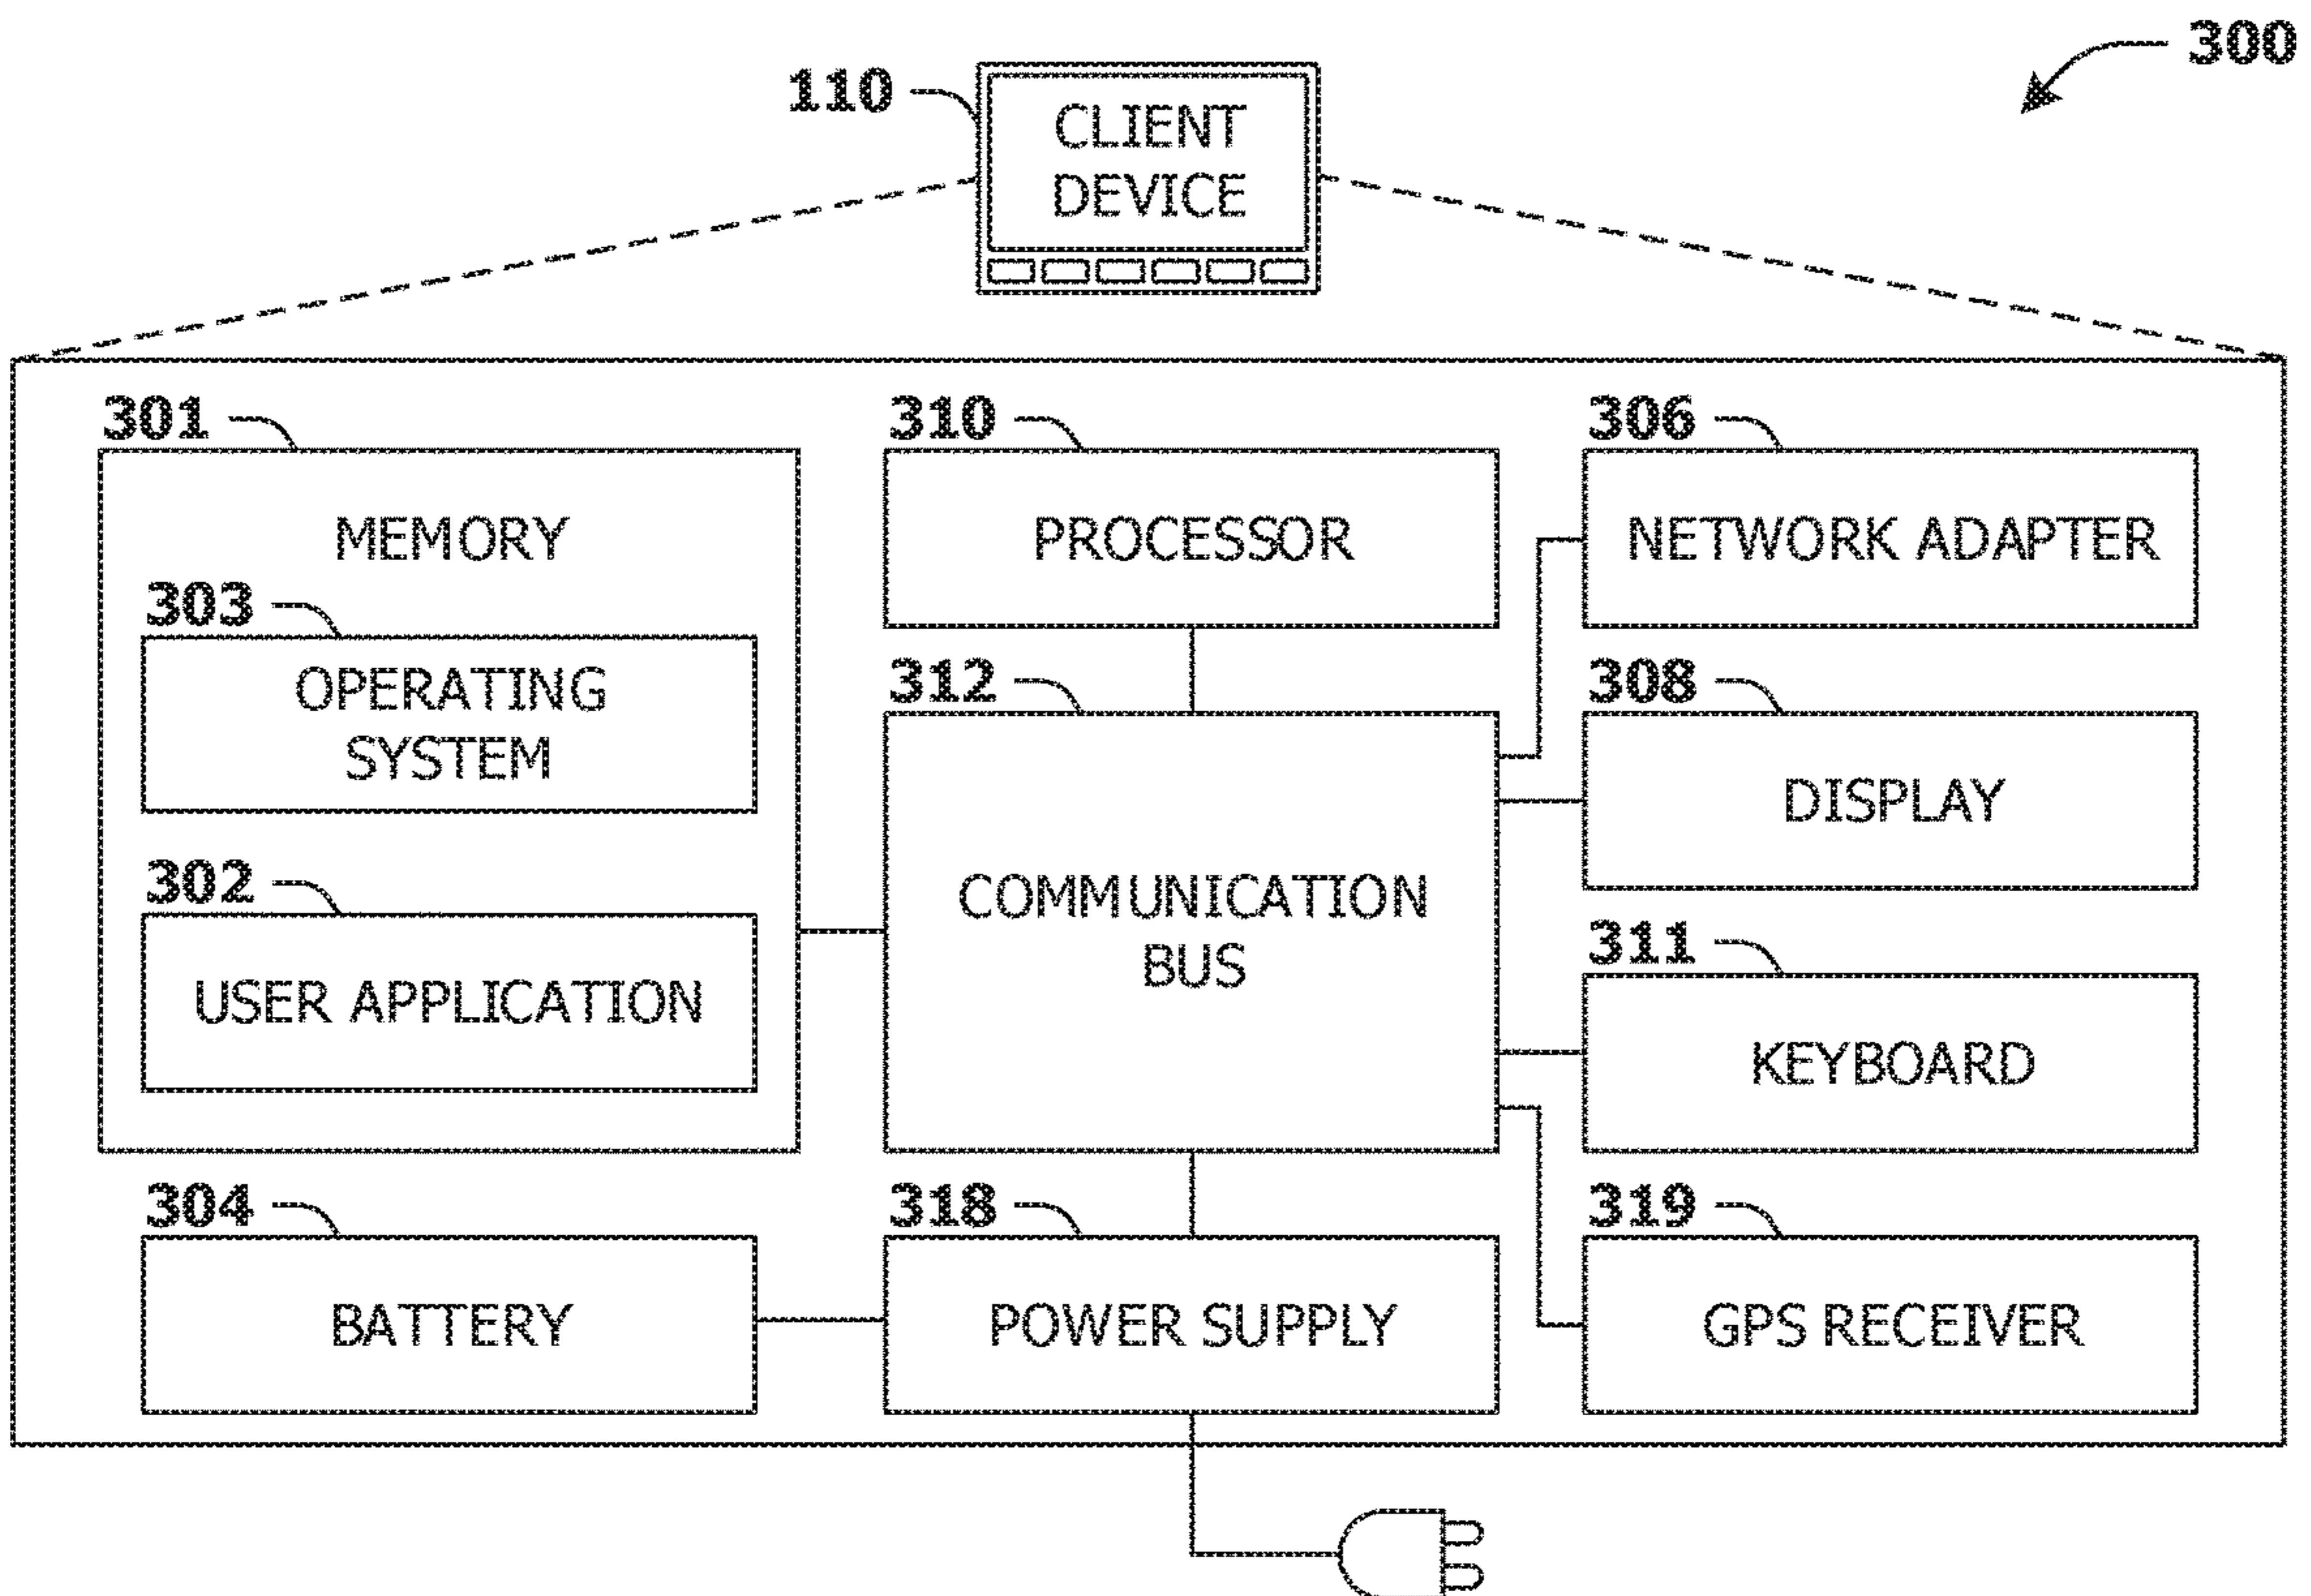 300
110
CLIENT
DEVICE
301
310
306
MEMORY
PROCESSOR
NETWORK ADAPTER
303
312
308
OPERATING
SYSTEM
DISPLAY
302
COMMUNICATION
BUS
311
USER APPLICATION
KEYBOARD
304
318
319
BATTERY
POWER SUPPLY
GPS RECEIVER